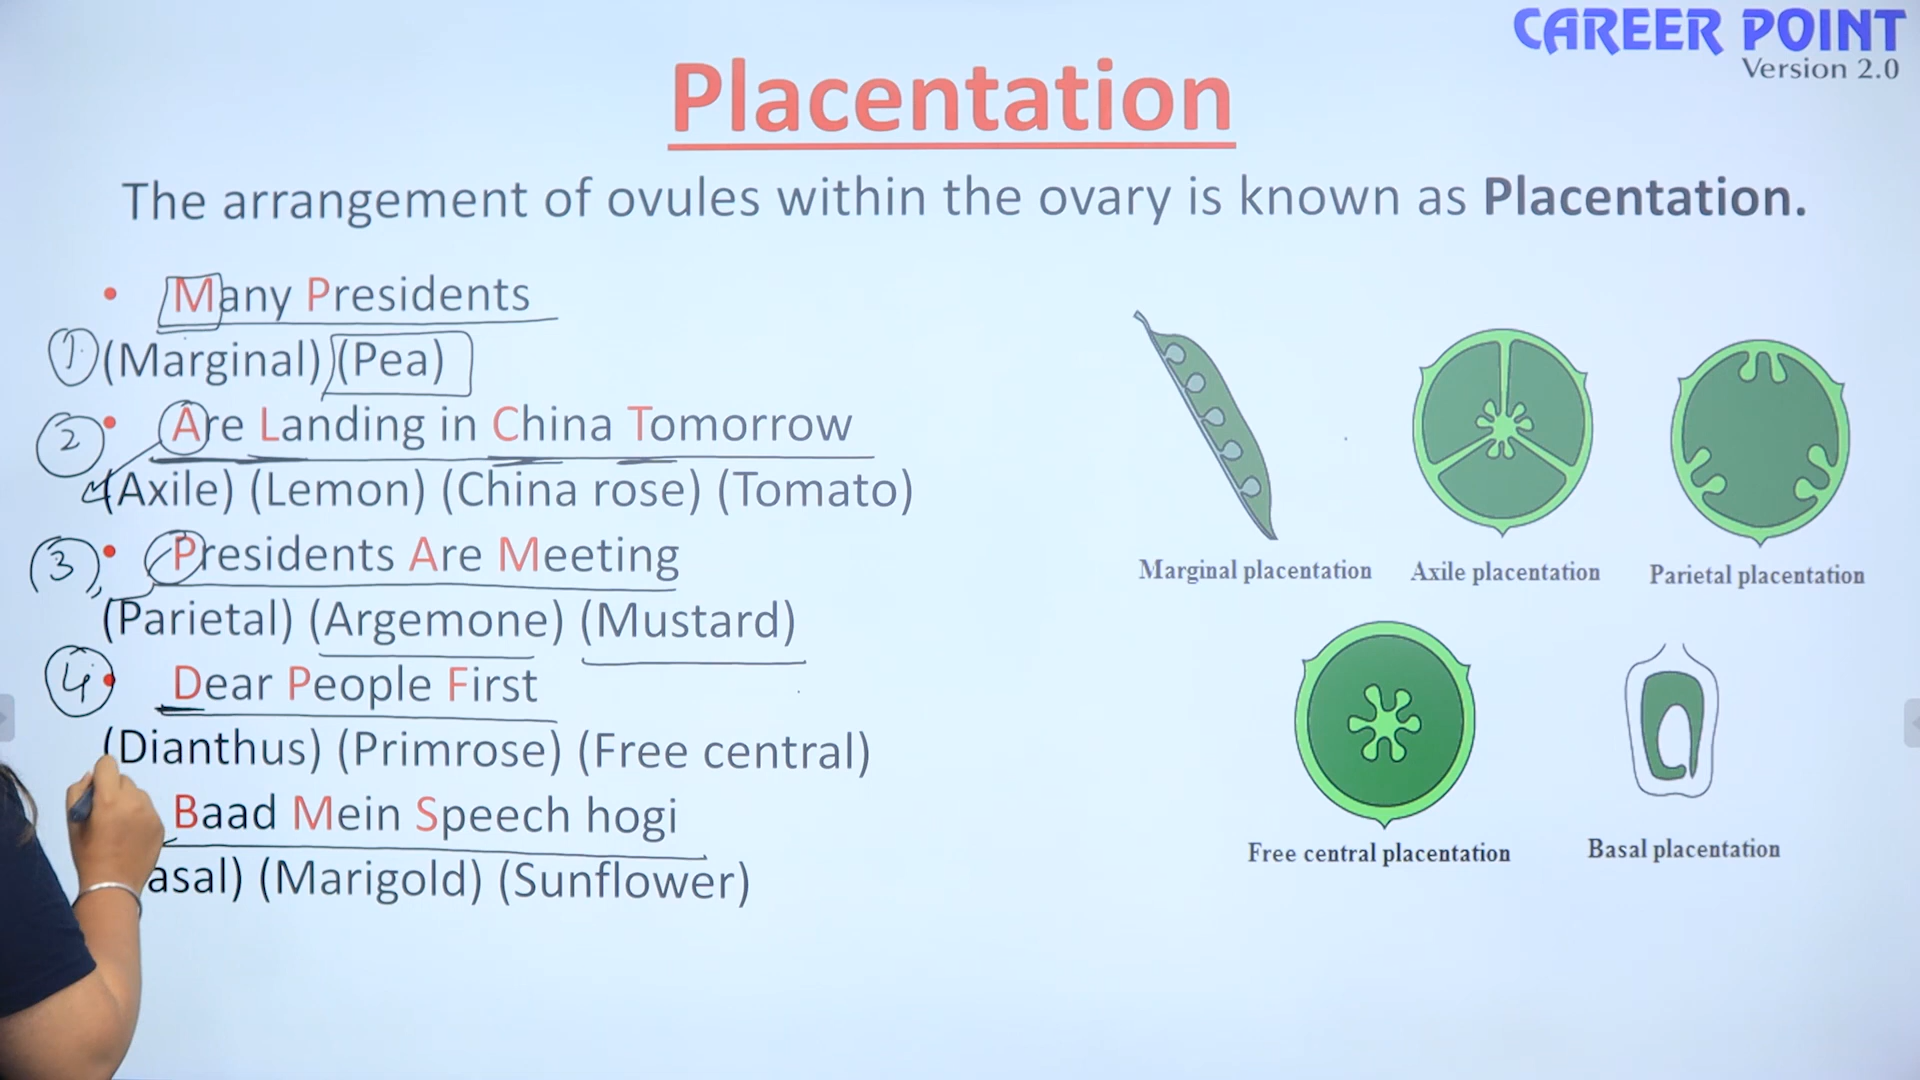 CAREER POINT
Version 2.0
Placentation
The arrangement of ovules within the ovary is known as Placentation.
• Many Presidents
1 (Marginal) (Pea)
2 • Are Landing in China Tomorrow
(Axile) (Lemon) (China rose) (Tomato)
3 • Presidents Are Meeting
(Parietal) (Argemone) (Mustard)
4 • Dear People First
(Dianthus) (Primrose) (Free central)
Baad Mein Speech hogi
asal) (Marigold) (Sunflower)
Marginal placentation
Axile placentation
Parietal placentation
Free central placentation
Basal placentation